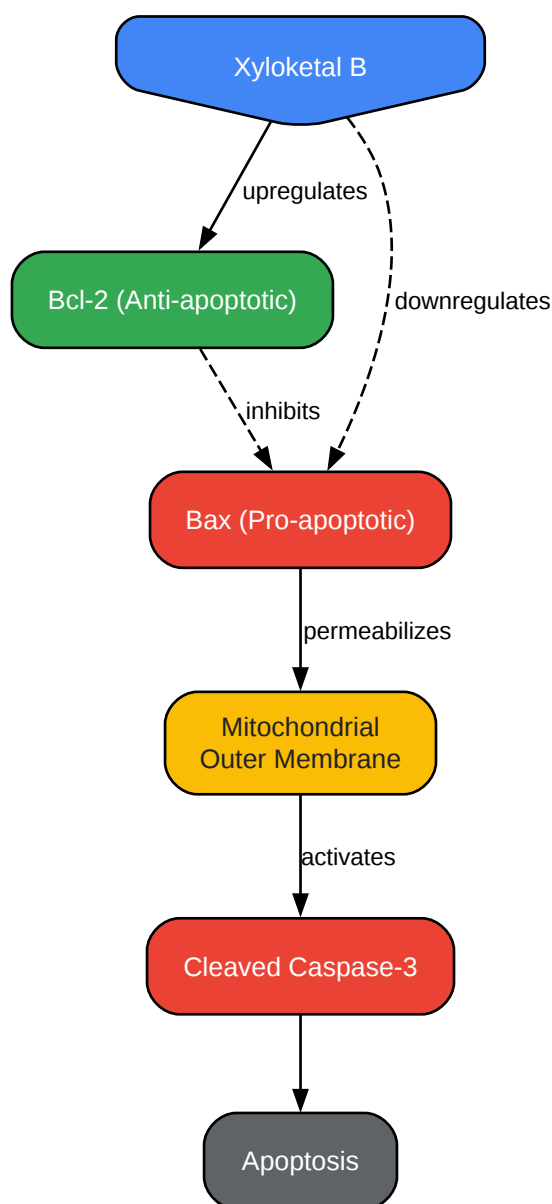 Xyloketal B
upregulates
Bcl-2 (Anti-apoptotic)
downregulates
inhibits
Bax (Pro-apoptotic)
permeabilizes
Mitochondrial
Outer Membrane
activates
Cleaved Caspase-3
Apoptosis